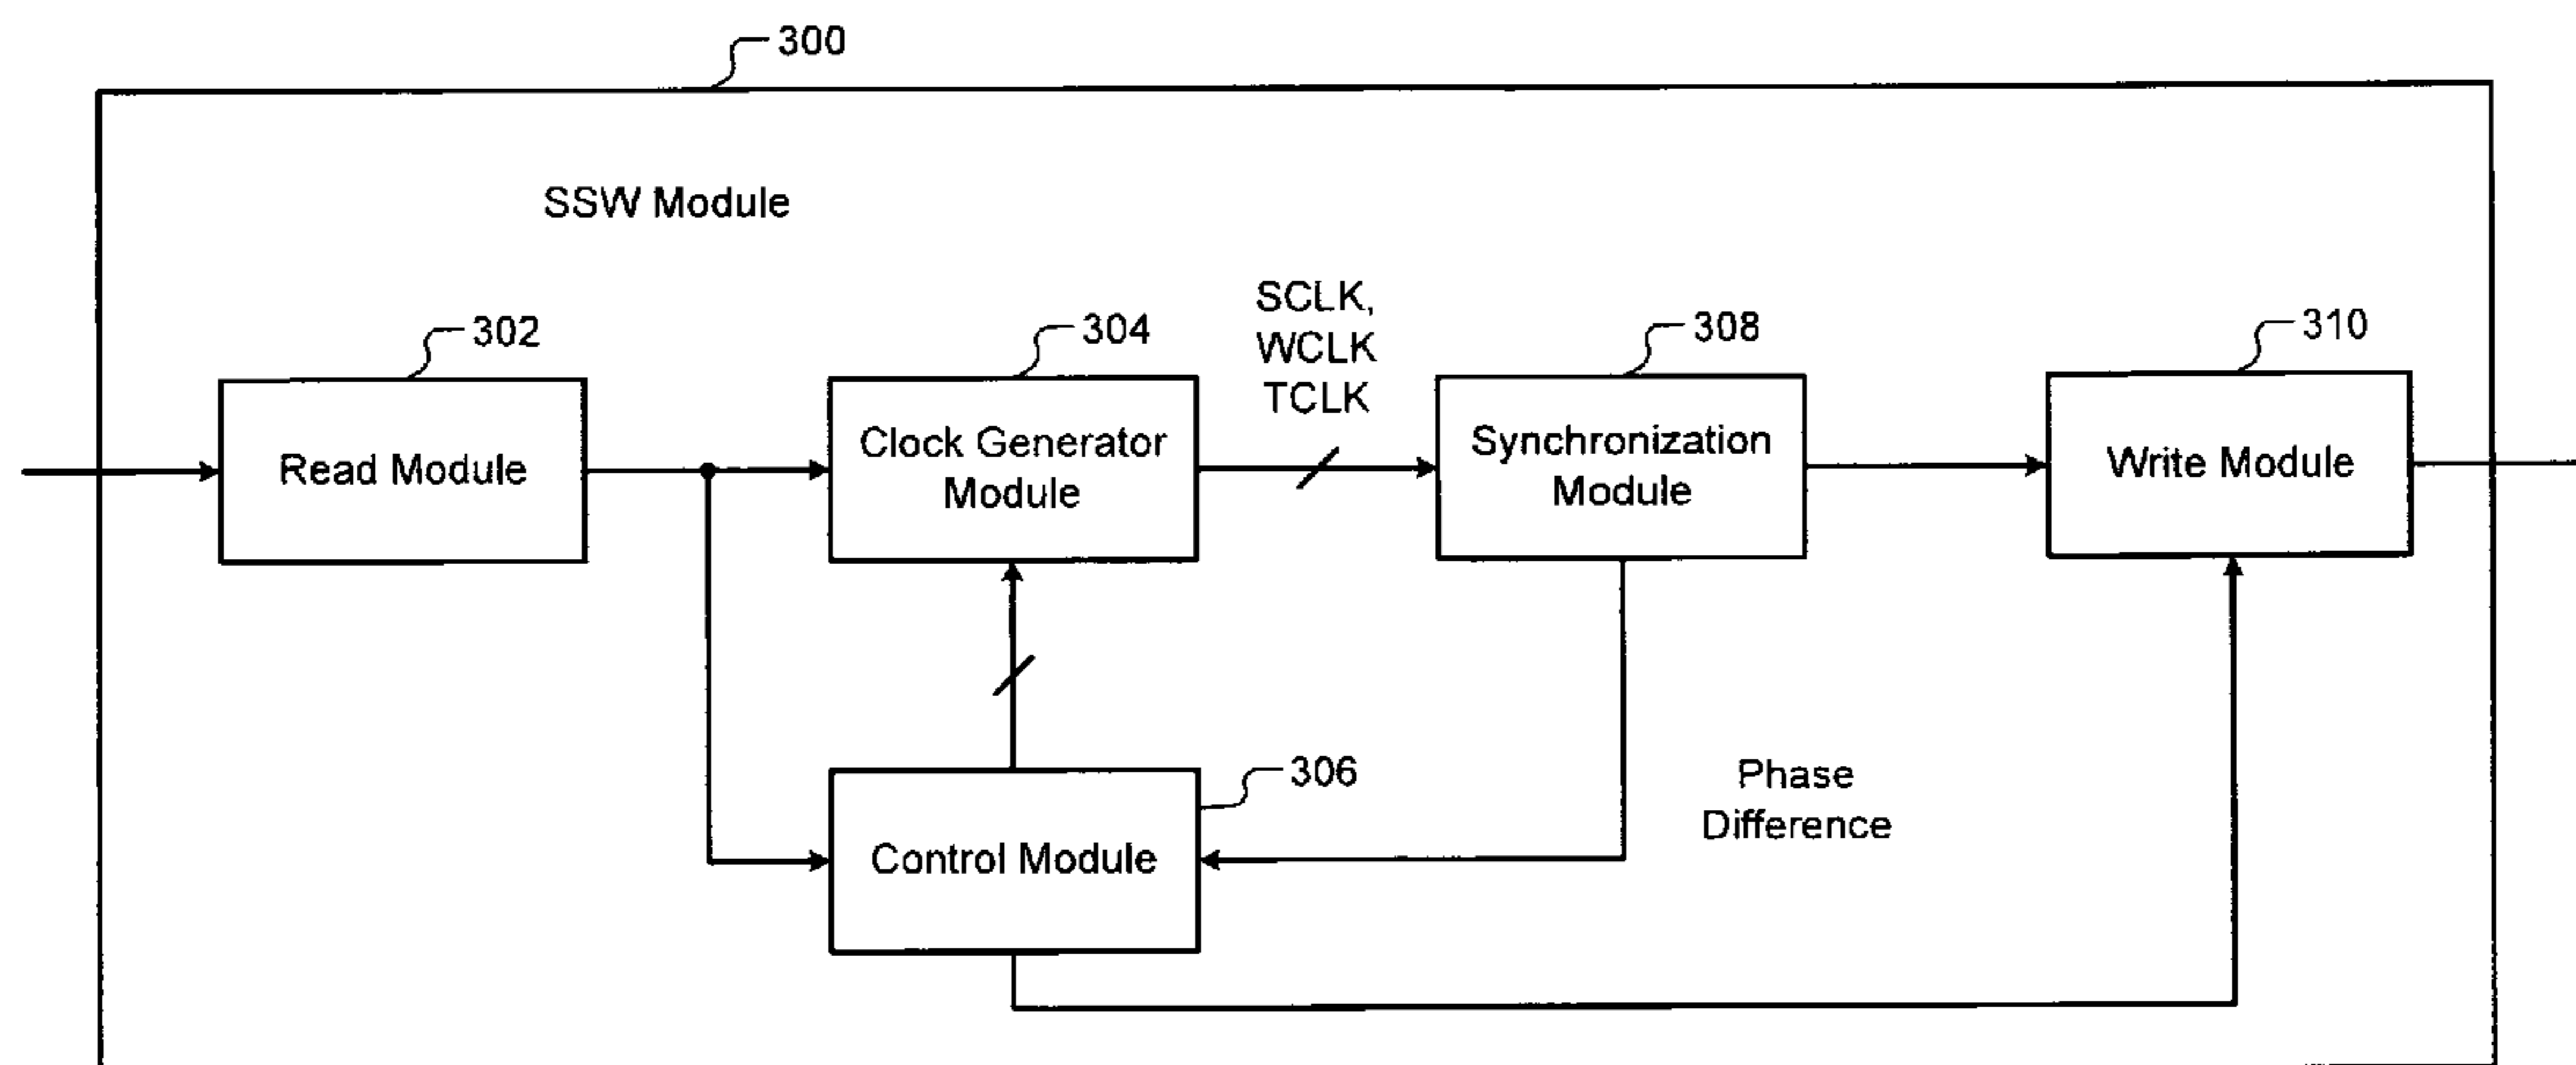 300
SSW Module
302
304
SCLK,
WCLK
TCLK
308
310
Read Module
Clock Generator
Module
Synchronization
Module
Write Module
306
Control Module
Phase
Difference